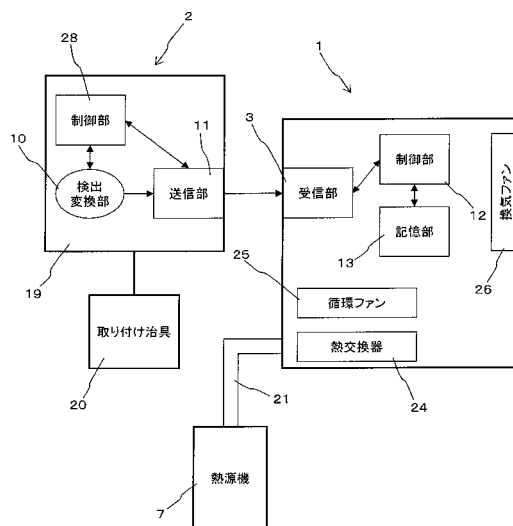 28
2
1
制御部
11
10
検出
変換部
送信部
3
受信部
制御部
12
換気ファン
記憶部
13
26
19
25
循環ファン
取り付け治具
熱交換器
20
21
24
熱源機
7